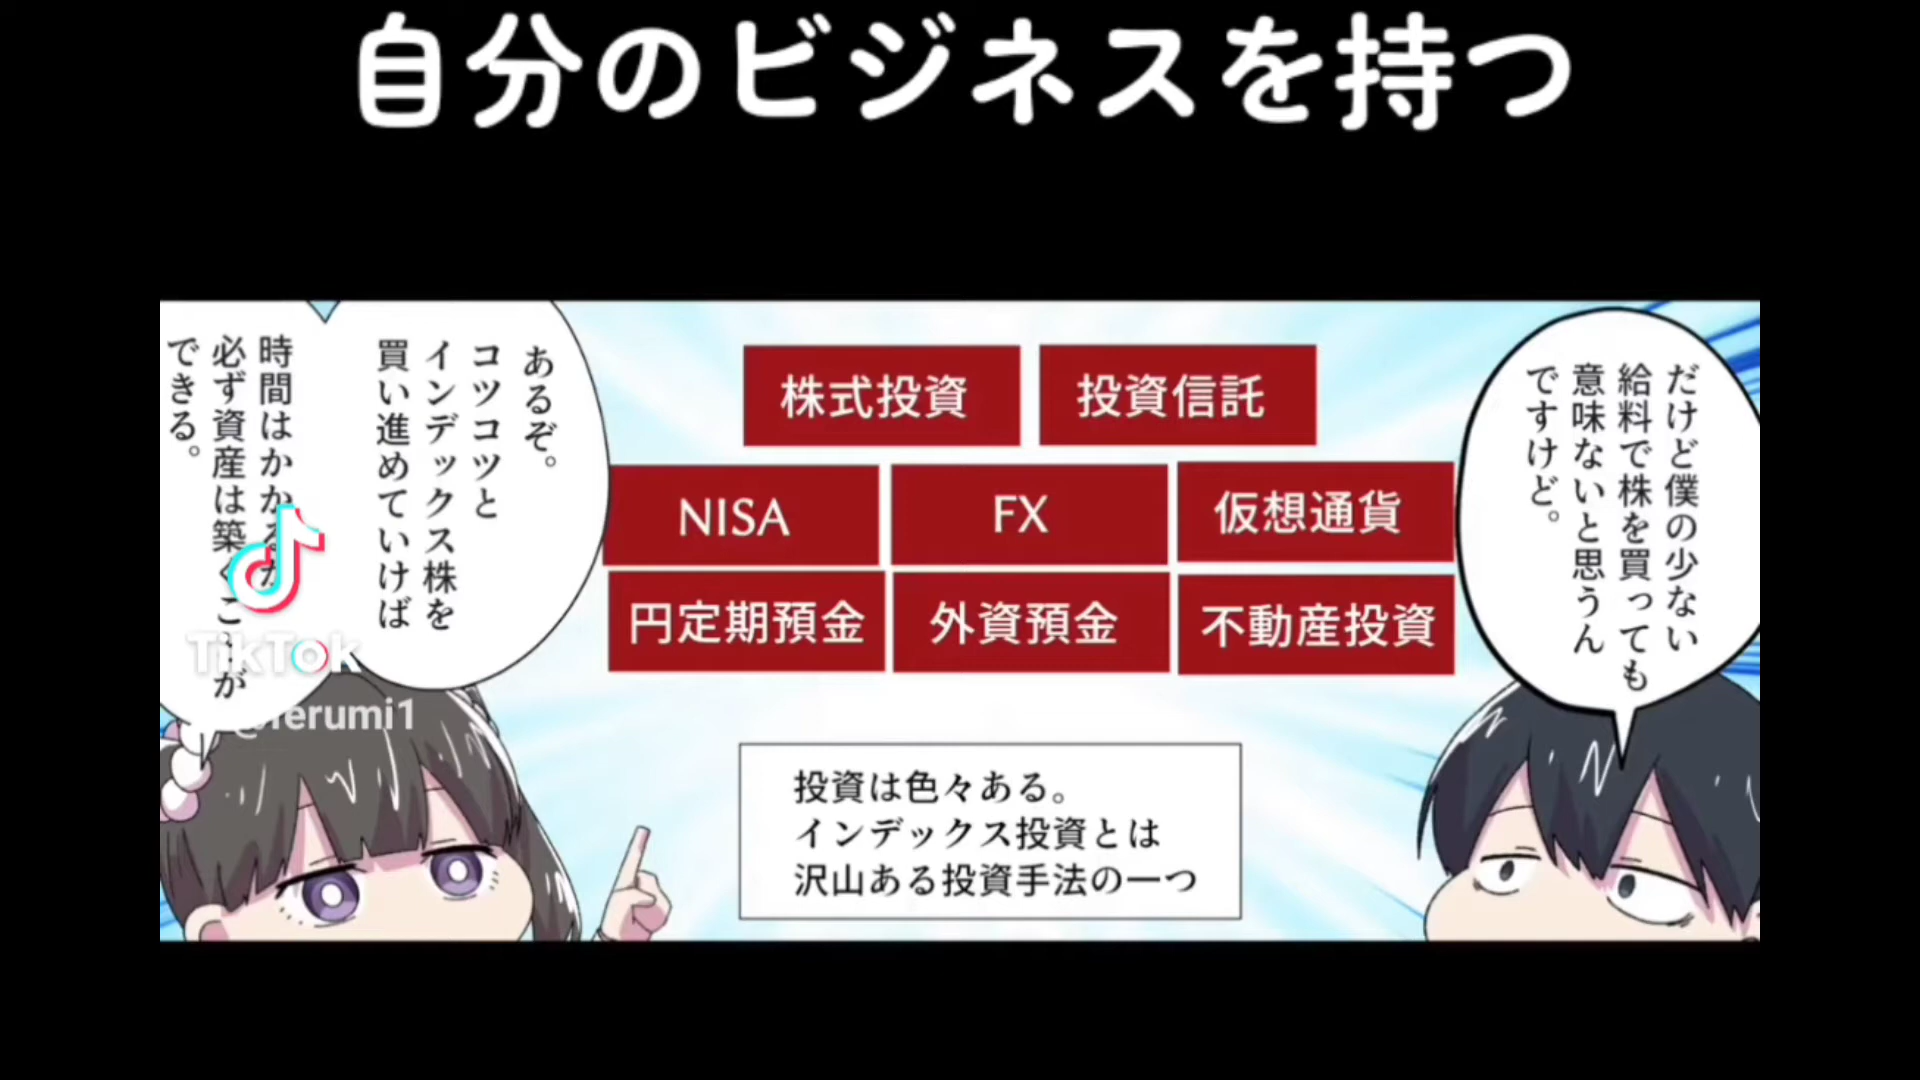 自分のビジネスを持つ
だけど僕の少ない
給料で株を買っても
意味ないと思うん
ですけど。
株式投資
投資信託
NISA
FX
仮想通貨
円定期預金
外資預金
不動産投資
あるぞ。
コツコツと
インデックス株を
買い進めていけば
時間はかかるが
必ず資産は築くことが
できる。
投資は色々ある。
インデックス投資とは
沢山ある投資手法の一つ
TikTok